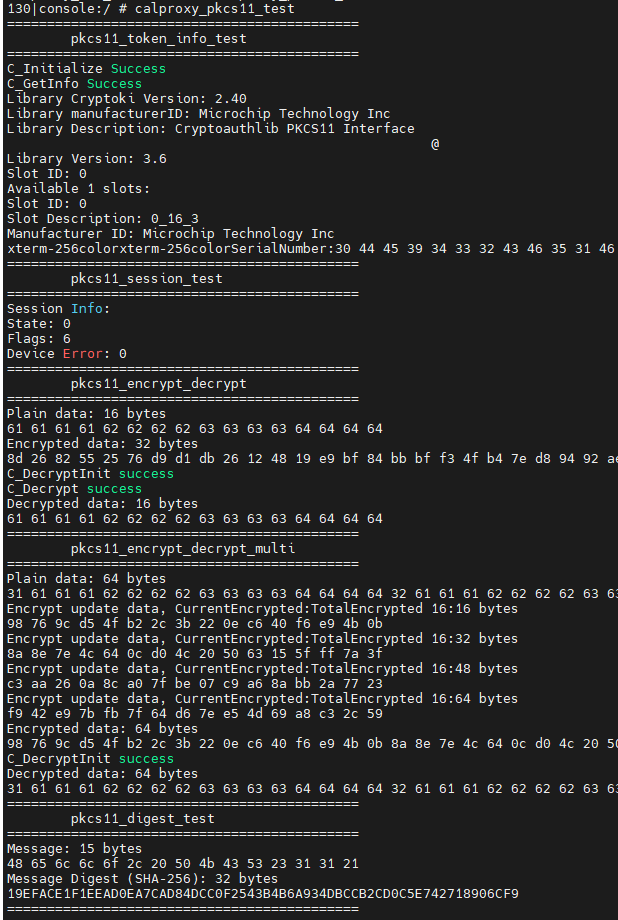 130|console:/ # calproxy_pkcs11_test
============================================
pkcs11_token_info_test
============================================
C_Initialize Success
C_GetInfo Success
Library Cryptoki Version: 2.40
Library manufacturerID: Microchip Technology Inc
Library Description: Cryptoauthlib PKCS11 Interface
@
Library Version: 3.6
Slot ID: 0
Available 1 slots:
Slot ID: 0
Slot Description: 0_16_3
Manufacturer ID: Microchip Technology Inc
xterm-256colorxterm-256colorSerialNumber:30 44 45 39 34 33 32 43 46 35 31 46
============================================
pkcs11_session_test
============================================
Session Info:
State: 0
Flags: 6
Device Error: 0
============================================
pkcs11_encrypt_decrypt
============================================
Plain data: 16 bytes
61 61 61 61 62 62 62 62 63 63 63 63 64 64 64 64
Encrypted data: 32 bytes
8d 26 82 55 25 76 d9 d1 db 26 12 48 19 e9 bf 84 bb bf f3 4f b4 7e d8 94 92 ae
C_DecryptInit success
C_Decrypt success
Decrypted data: 16 bytes
61 61 61 61 62 62 62 62 63 63 63 63 64 64 64 64
============================================
pkcs11_encrypt_decrypt_multi
============================================
Plain data: 64 bytes
31 61 61 61 62 62 62 62 63 63 63 63 64 64 64 64 32 61 61 61 62 62 62 62 63 63
Encrypt update data, CurrentEncrypted:TotalEncrypted 16:16 bytes
98 76 9c d5 4f b2 2c 3b 22 0e c6 40 f6 e9 4b 0b
Encrypt update data, CurrentEncrypted:TotalEncrypted 16:32 bytes
8a 8e 7e 4c 64 0c d0 4c 20 50 63 15 5f ff 7a 3f
Encrypt update data, CurrentEncrypted:TotalEncrypted 16:48 bytes
c3 aa 26 0a 8c a0 7f be 07 c9 a6 8a bb 2a 77 23
Encrypt update data, CurrentEncrypted:TotalEncrypted 16:64 bytes
f9 42 e9 7b fb 7f 64 d6 7e e5 4d 69 a8 c3 2c 59
Encrypted data: 64 bytes
98 76 9c d5 4f b2 2c 3b 22 0e c6 40 f6 e9 4b 0b 8a 8e 7e 4c 64 0c d0 4c 20 50
C_DecryptInit success
Decrypted data: 64 bytes
31 61 61 61 62 62 62 62 63 63 63 63 64 64 64 64 32 61 61 61 62 62 62 62 63 63
============================================
pkcs11_digest_test
============================================
Message: 15 bytes
48 65 6c 6c 6f 2c 20 50 4b 43 53 23 31 31 21
Message Digest (SHA-256): 32 bytes
19EFACE1F1EEAD0EA7CAD84DCC0F2543B4B6A934DBCCB2CD0C5E742718906CF9
============================================